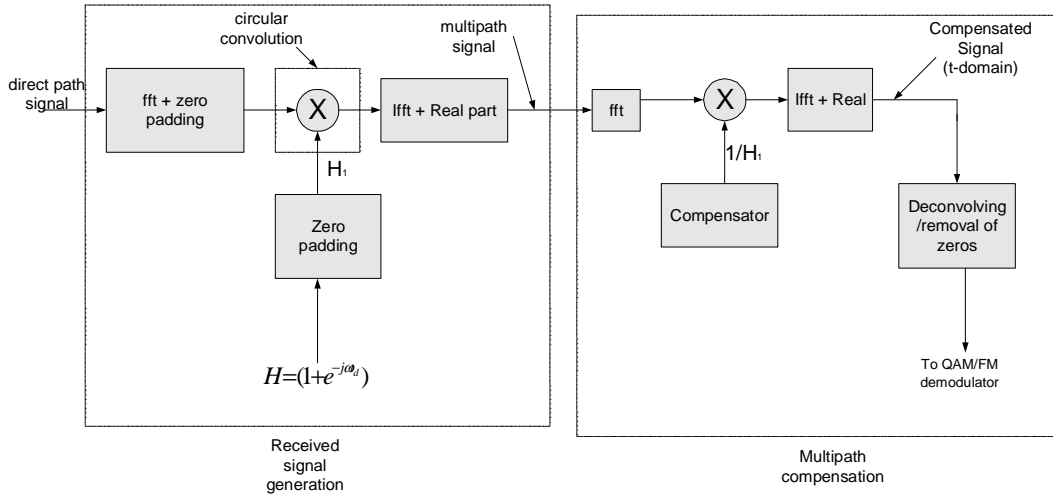 circular
convolution
multipath
signal
Compensated
Signal
(t-domain)
direct path
signal
fft + zero
padding
X
Ifft + Real part
fft
X
Ifft + Real
H₁
1/H₁
Zero
padding
Compensator
Deconvolving
/removal of
zeros
H=(1+e^{-jωt_d})
To QAM/FM
demodulator
Received
signal
generation
Multipath
compensation